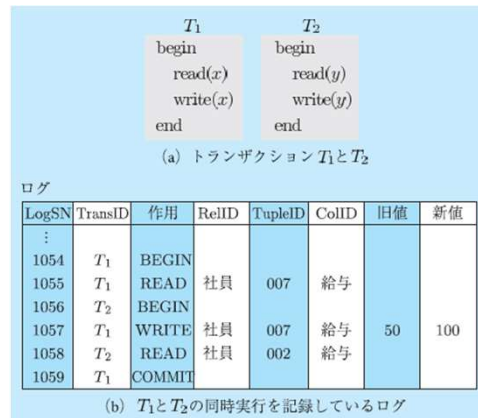 T₁ T₂
begin begin
read(x) read(y)
write(x) write(y)
end end
(a) トランザクション T₁とT₂
ログ
LogSN TransID 作用 RelID TupleID ColID 旧値 新値
⋮
1054 T₁ BEGIN
1055 T₁ READ 社員 007 給与
1056 T₂ BEGIN
1057 T₁ WRITE 社員 007 給与 50 100
1058 T₂ READ 社員 002 給与
1059 T₁ COMMIT
(b) T₁とT₂の同時実行を記録しているログ